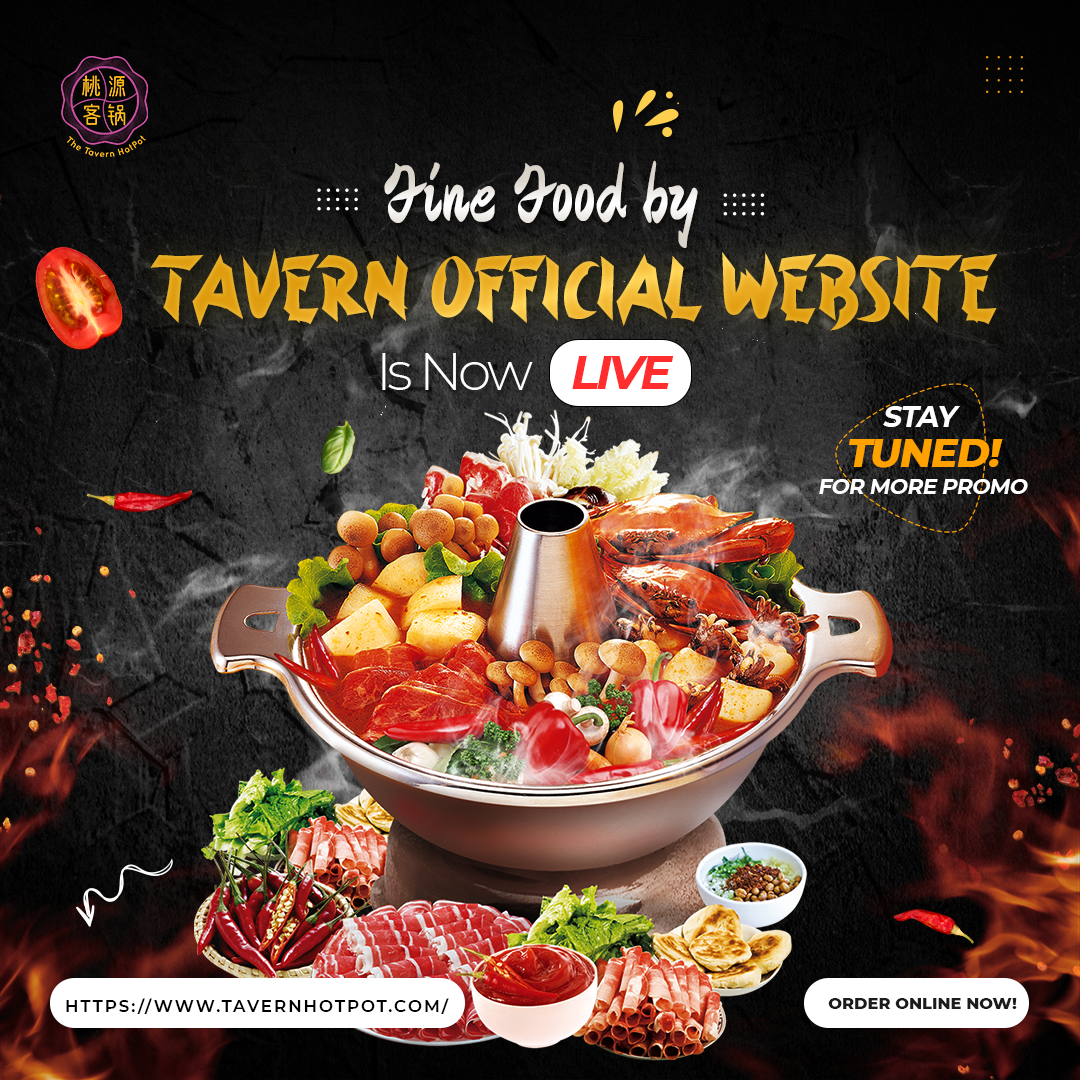 桃源
客锅
The Tavern HotPot
Fine Food by
TAVERN OFFICIAL WEBSITE
Is Now LIVE
STAY
TUNED!
FOR MORE PROMO
HTTPS://WWW.TAVERNHOTPOT.COM/
ORDER ONLINE NOW!